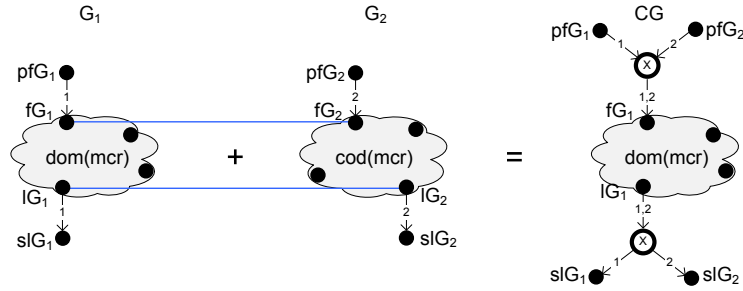 G₁ G₂ CG
pfG₁ pfG₂ pfG₁ pfG₂
1 2
x
1 2 1,2
fG₁ fG₂ fG₁
dom(mcr) + cod(mcr) = dom(mcr)
lG₁ lG₂ lG₁
1 2 1,2
slG₁ slG₂ x
1 2
slG₁ slG₂